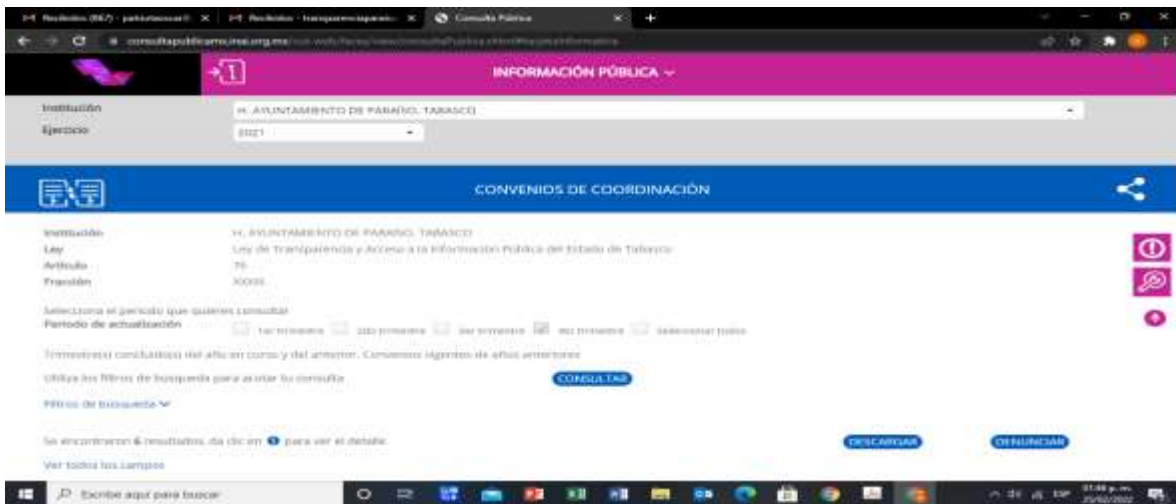 Consulta Pública
INFORMACIÓN PÚBLICA
Institución
H. AYUNTAMIENTO DE PARAÍSO, TABASCO
Ejercicio
2021
CONVENIOS DE COORDINACIÓN
Institución
H. AYUNTAMIENTO DE PARAÍSO, TABASCO
Ley
Ley de Transparencia y Acceso a la Información Pública del Estado de Tabasco
Artículo
76
Fracción
Selecciona el periodo que quieres consultar
Periodo de actualización
1er trimestre 2do trimestre 3er trimestre 4to trimestre Seleccionar todos
Trimestre(s) concluido(s) del año en curso y del anterior. Convenios vigentes de años anteriores
Utiliza los filtros de búsqueda para acotar tu consulta
CONSULTAR
Filtros de búsqueda
Se encontraron 6 resultados, da clic en i para ver el detalle.
DESCARGAR
DENUNCIAR
Ver todos los campos
Escribe aquí para buscar
ESP